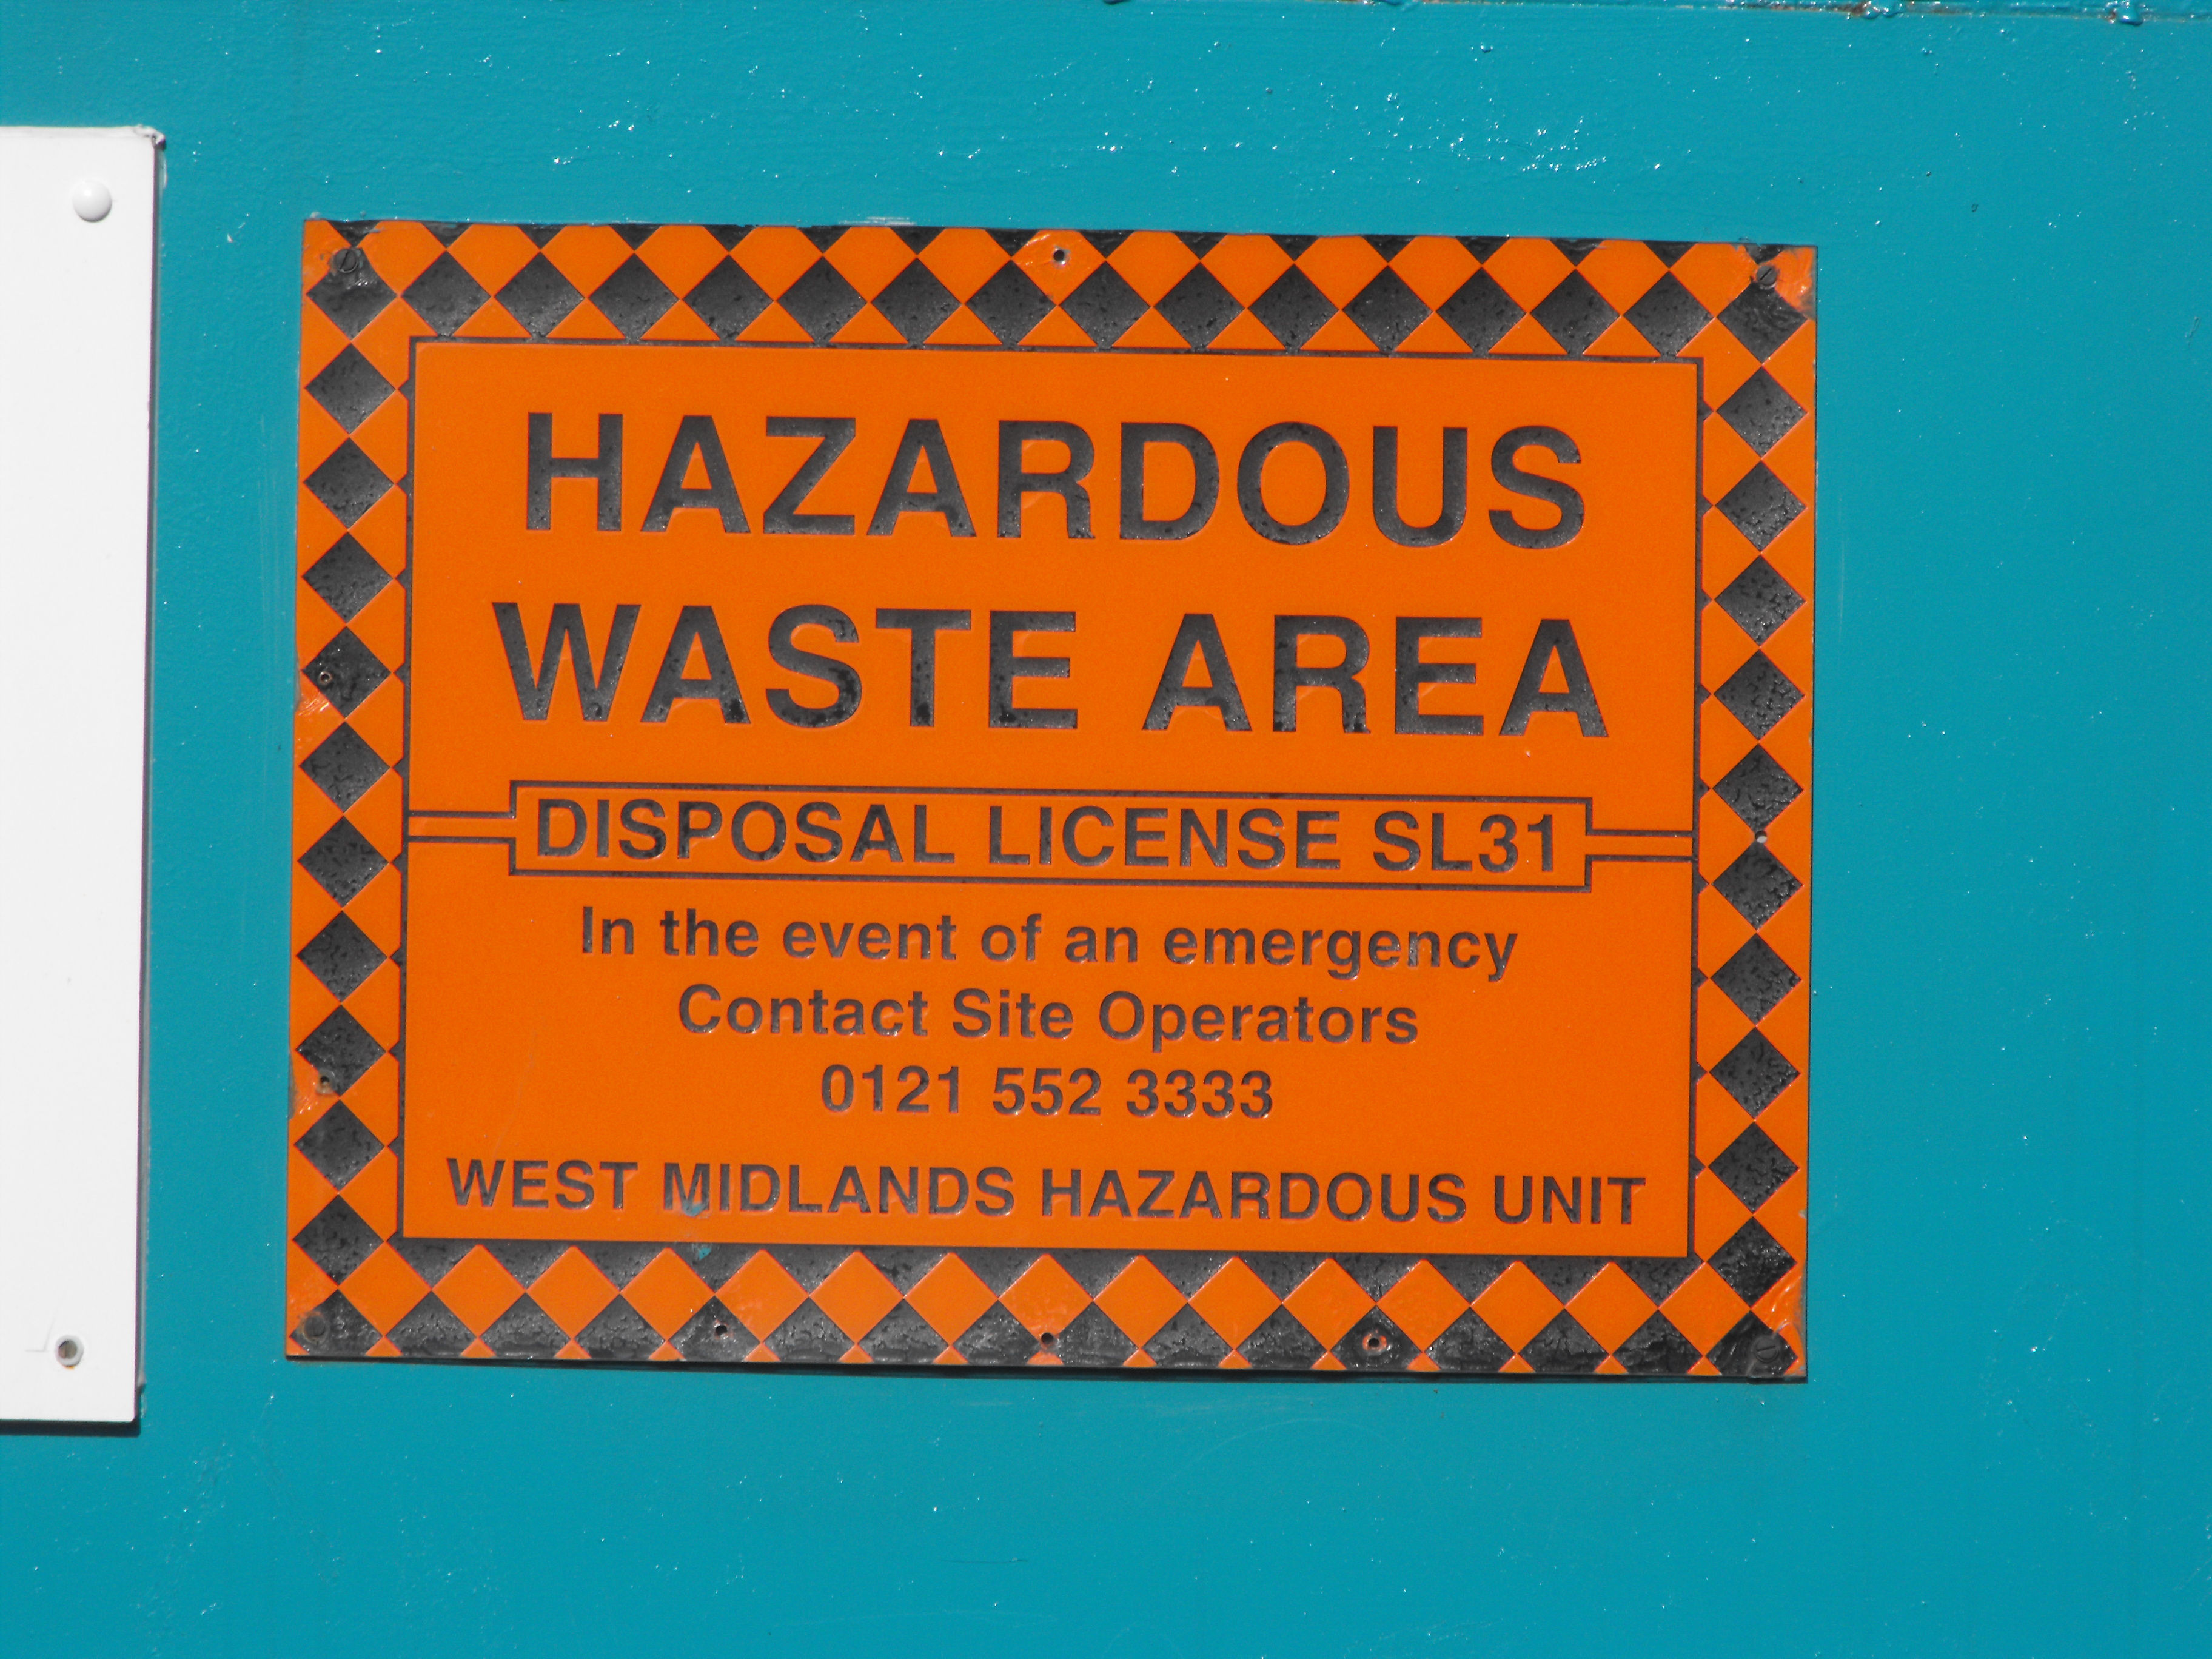 HAZARDOUS
WASTE AREA
DISPOSAL LICENSE SL31
In the event of an emergency
Contact Site Operators
0121 552 3333
WEST MIDLANDS HAZARDOUS UNIT